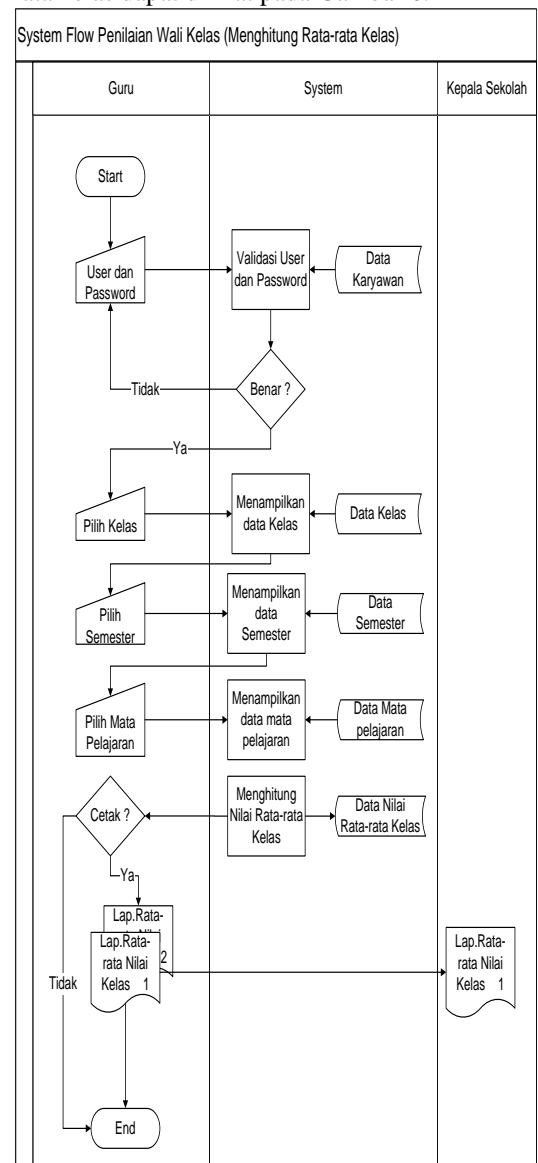 System Flow Penilaian Wali Kelas (Menghitung Rata-rata Kelas)
Guru
System
Kepala Sekolah
Start
User dan
Password
Validasi User
dan Password
Data
Karyawan
Benar ?
Tidak
Ya
Pilih Kelas
Menampilkan
data Kelas
Data Kelas
Pilih
Semester
Menampilkan
data
Semester
Data
Semester
Pilih Mata
Pelajaran
Menampilkan
data mata
pelajaran
Data Mata
pelajaran
Cetak ?
Menghitung
Nilai Rata-rata
Kelas
Data Nilai
Rata-rata Kelas
Ya
Lap.Rata-
2
Lap.Rata-
rata Nilai
Kelas 1
Lap.Rata-
rata Nilai
Kelas 1
Tidak
End